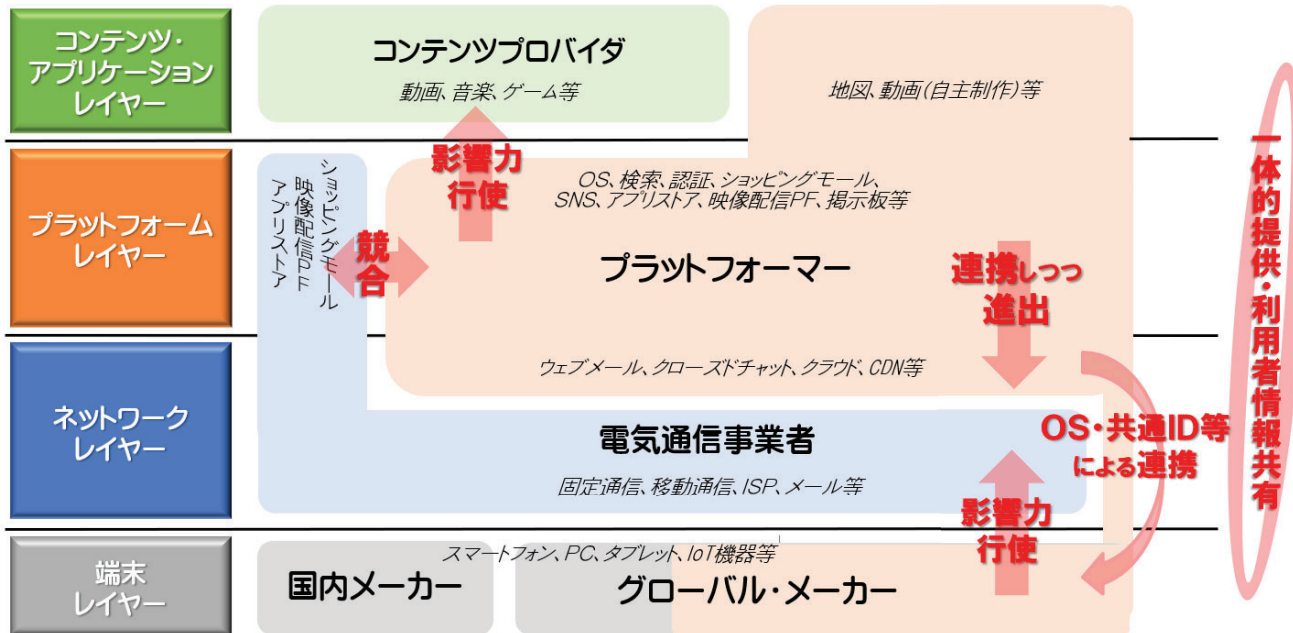 コンテンツ・
アプリケーション
レイヤー
コンテンツプロバイダ
動画、音楽、ゲーム等
地図、動画(自主制作)等
影響力
行使
プラットフォーム
レイヤー
ショッピングモール
映像配信PF
アプリストア
競合
OS、検索、認証、ショッピングモール、
SNS、アプリストア、映像配信PF、掲示板等
プラットフォーマー
連携しつつ
進出
ウェブメール、クローズドチャット、クラウド、CDN等
ネットワーク
レイヤー
電気通信事業者
固定通信、移動通信、ISP、メール等
OS・共通ID等
による連携
影響力
行使
端末
レイヤー
スマートフォン、PC、タブレット、IoT機器等
国内メーカー
グローバル・メーカー
一体的提供・利用者情報共有